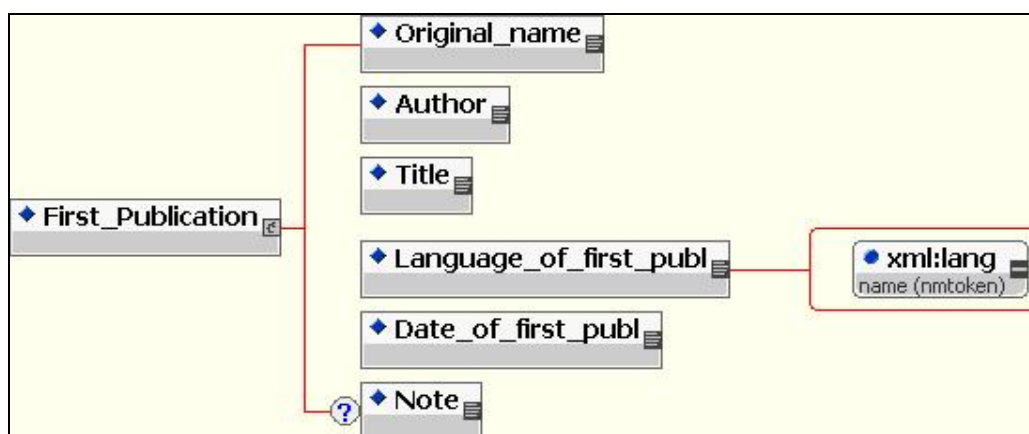 Original_name
Author
Title
First_Publication
Language_of_first_publ
xml:lang
name (nmtoken)
Date_of_first_publ
?
Note